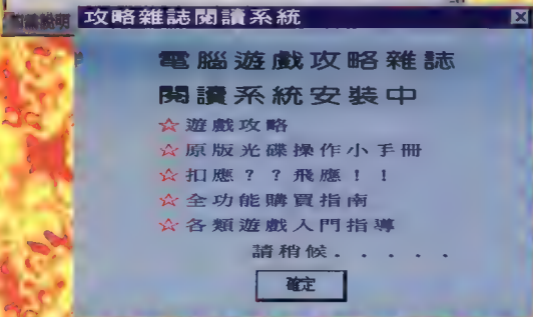 攻略雜誌閱讀系統
電腦遊戲攻略雜誌
閱讀系統安裝中
☆遊戲攻略
☆原版光碟操作小手冊
☆扣應??飛應!!
☆全功能購買指南
☆各類遊戲入門指導
請稍候.....
確定